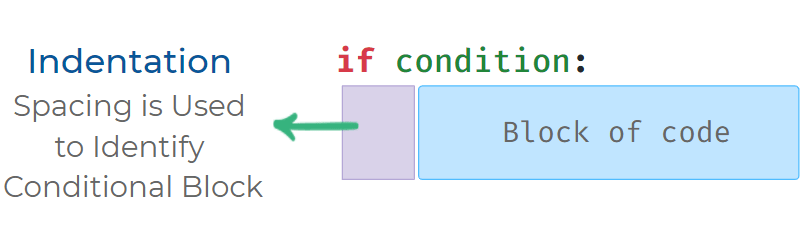 Indentation
Spacing is Used
to Identify
Conditional Block
if condition:
Block of code